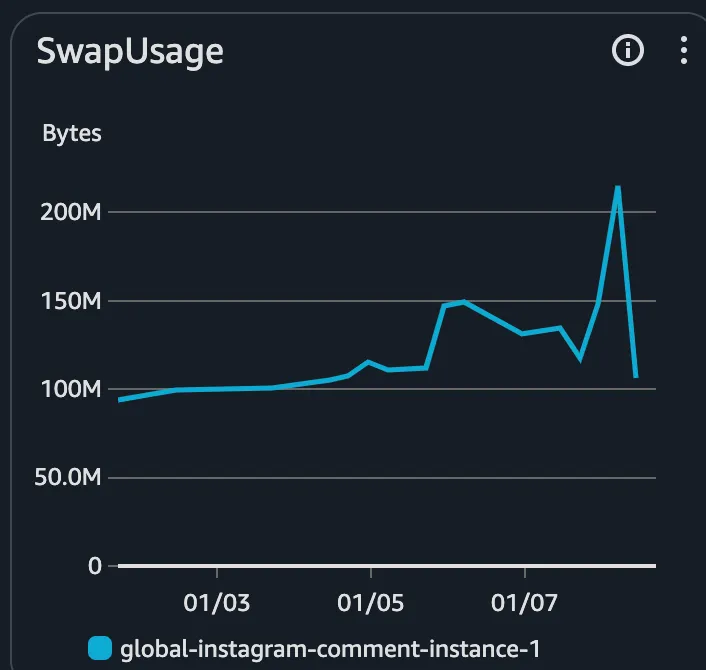 SwapUsage
Bytes
200M
150M
100M
50.0M
0
01/03 01/05 01/07
global-instagram-comment-instance-1